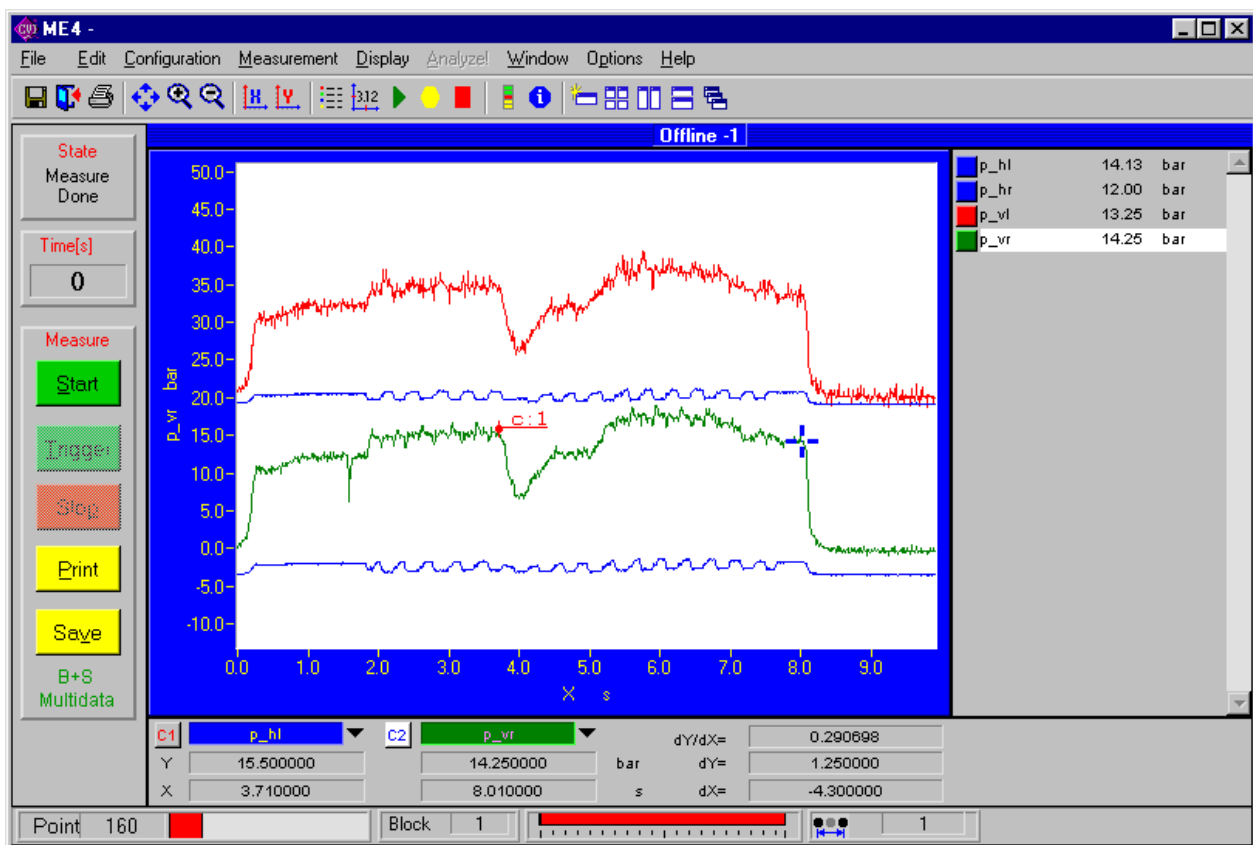 ME4 -
File Edit Configuration Measurement Display Analyze! Window Options Help
3.12
Offline -1
State
Measure
Done
Time[s]
0
Measure
Start
Trigger
Stop
Print
Save
B+S
Multidata
50.0
45.0
40.0
35.0
30.0
25.0
20.0
15.0
10.0
5.0
0.0
-5.0
-10.0
p_vr bar
c:1
0.0 1.0 2.0 3.0 4.0 5.0 6.0 7.0 8.0 9.0
X s
p_hl 14.13 bar
p_hr 12.00 bar
p_vl 13.25 bar
p_vr 14.25 bar
C1 p_hl C2 p_vr dY/dX= 0.290698
Y 15.500000 14.250000 bar dY= 1.250000
X 3.710000 8.010000 s dX= -4.300000
Point 160 Block 1 1